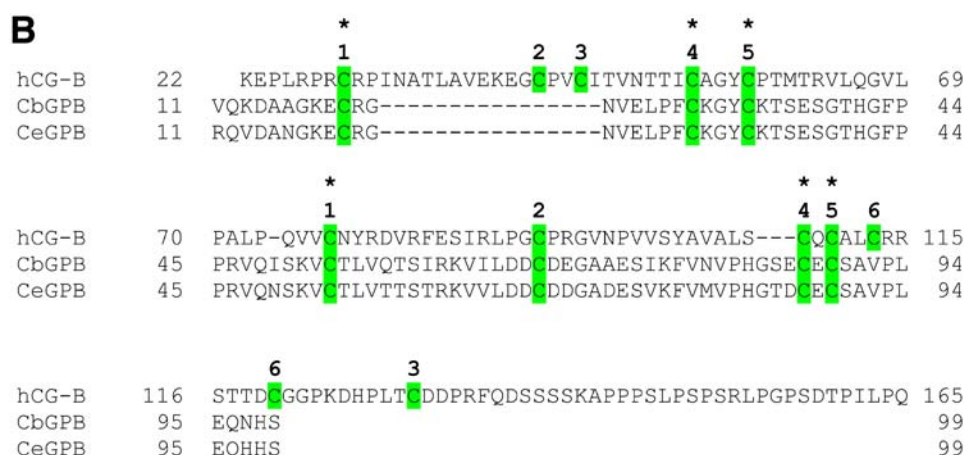 B
* * *
1 2 3 4 5
hCG-B 22 KEPLRPRCRPINATLAVEKEGCPVCITVNTTICAGYCPTMTRVLQGVL 69
CbGPB 11 VQKDAAGKECRG----------------NVELPFCKGYCKTSESGTHGFP 44
CeGPB 11 RQVDANGKECRG----------------NVELPFCKGYCKTSESGTHGFP 44
* * *
1 2 4 5 6
hCG-B 70 PALP-QVVCNYRDVRFESIRLPGCPRGVNPVVSYAVALS---CQCALCRR 115
CbGPB 45 PRVQISKVCTLVQTSIRKVILDDCDEGAAESIKFVNVPHGSECECSAVPL 94
CeGPB 45 PRVQNSKVCTLVTTSTRKVVLDDCDDGADESVKFVMVPHGTDCECSAVPL 94
6 3
hCG-B 116 STTDCGGPKDHPLTCDDPRFQDSSSSKAPPPSLPSPSRLPGPSDTPILPQ 165
CbGPB 95 EQNHS 99
CeGPB 95 EQHHS 99